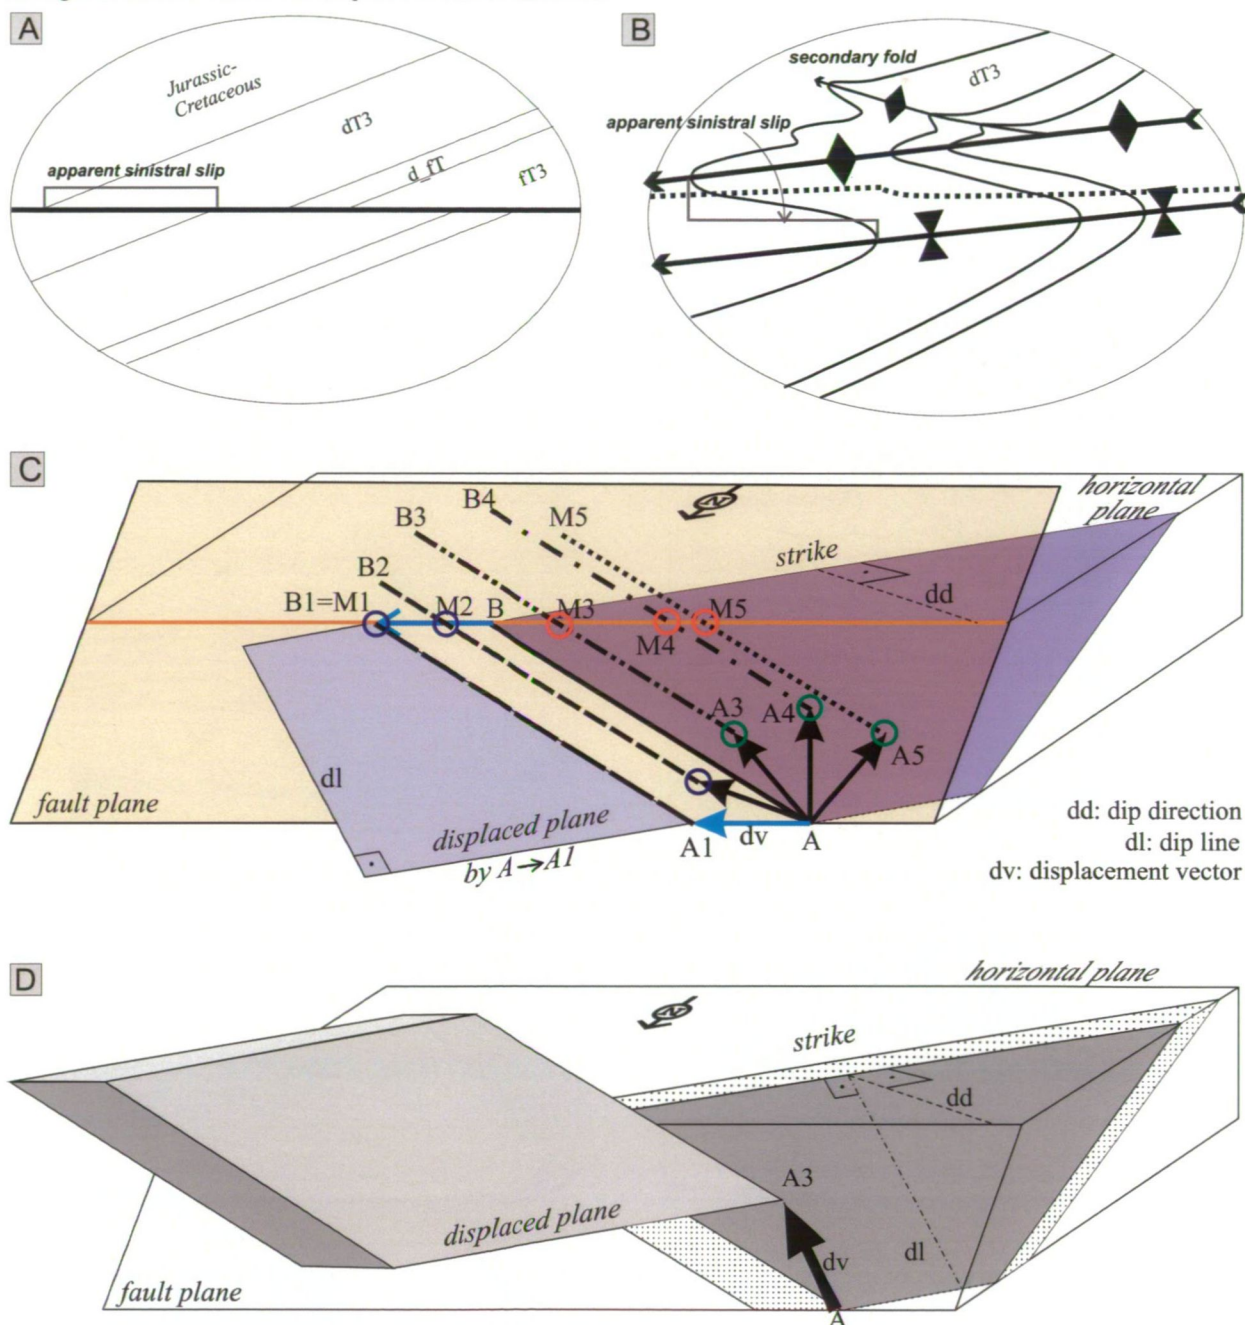 A
Jurassic-
Cretaceous
dT3
apparent sinistral slip
d_fT
fT3
B
secondary fold
dT3
apparent sinistral slip
C
horizontal
plane
B4
B3
M5
strike
B2
dd
B1=M1
M2
B
M3
M5
M4
A3
A4
A5
dl
fault plane
displaced plane
by A→A1
A1
dv
A
dd: dip direction
dl: dip line
dv: displacement vector
D
horizontal plane
N
strike
dd
A3
displaced plane
dv
dl
fault plane
A